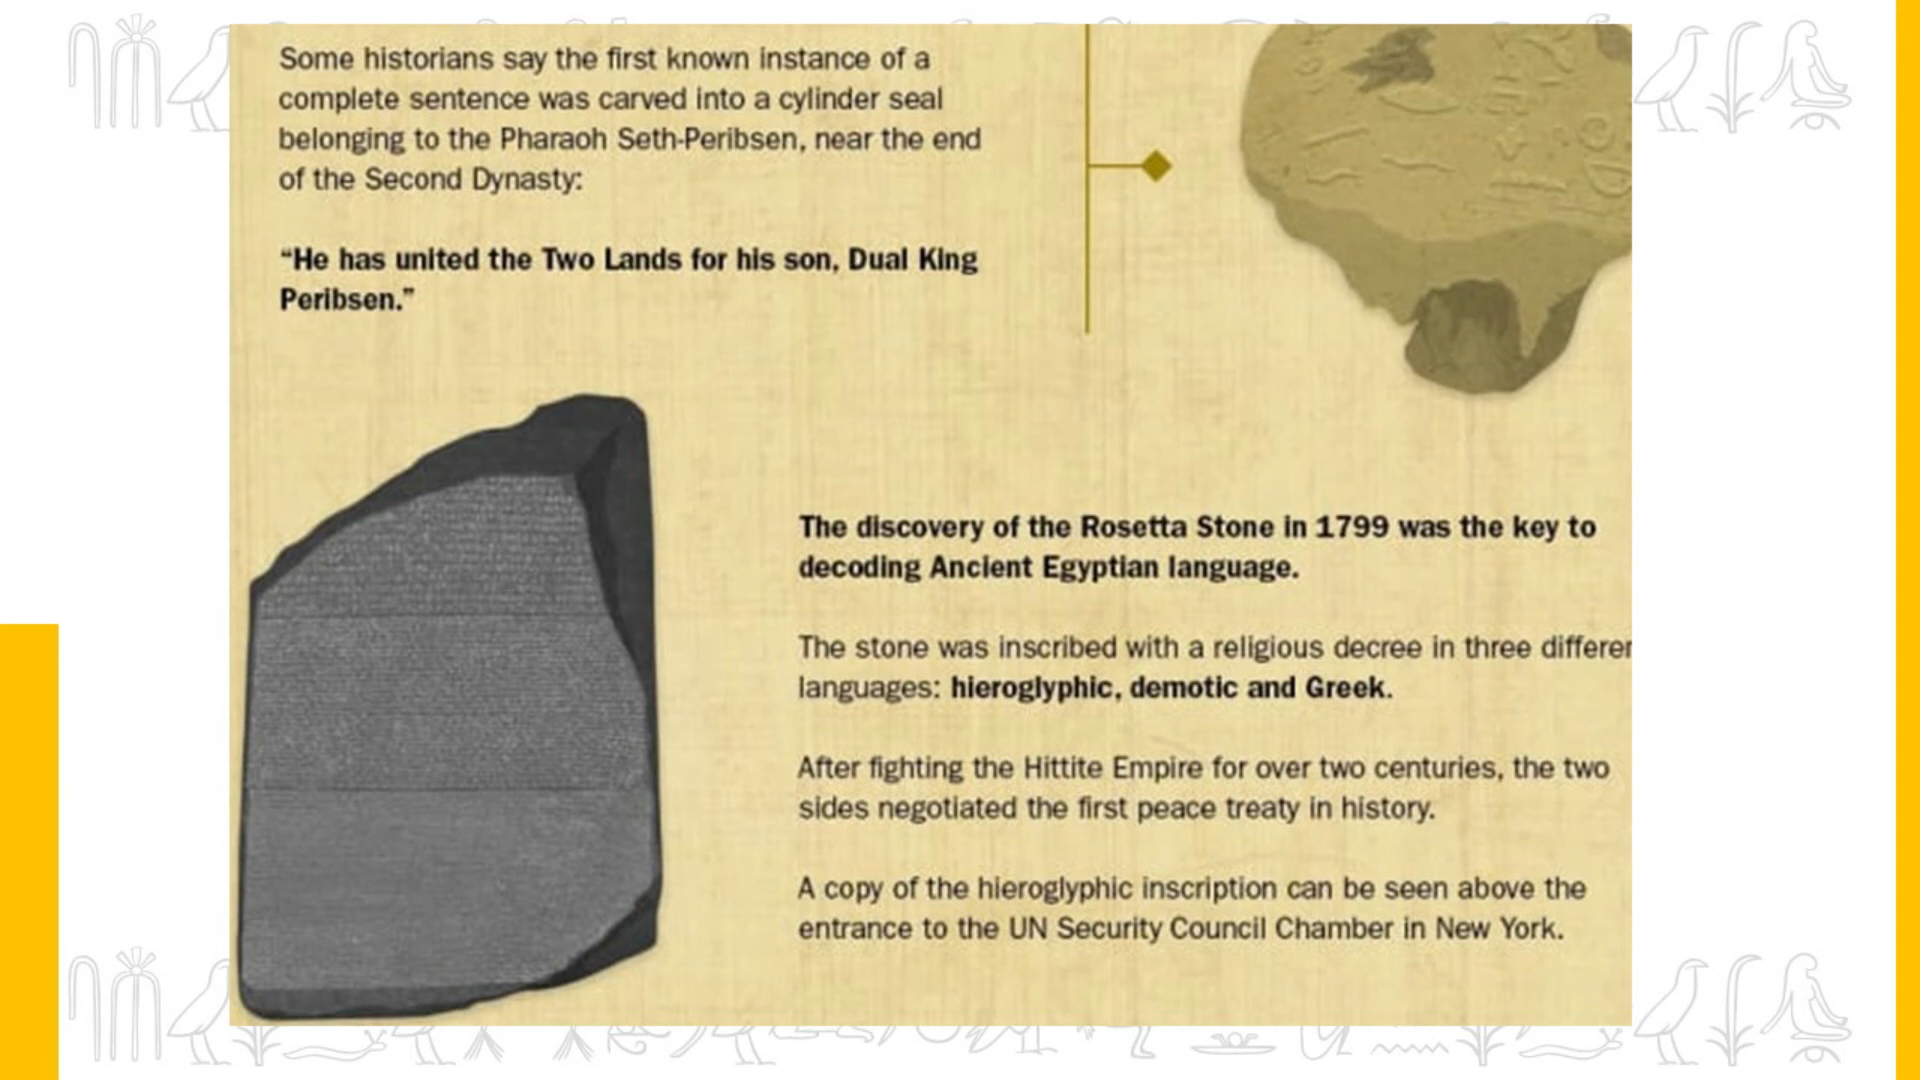 Some historians say the first known instance of a
complete sentence was carved into a cylinder seal
belonging to the Pharaoh Seth-Peribsen, near the end
of the Second Dynasty:
“He has united the Two Lands for his son, Dual King
Peribsen.”
The discovery of the Rosetta Stone in 1799 was the key to
decoding Ancient Egyptian language.
The stone was inscribed with a religious decree in three differen
languages: hieroglyphic, demotic and Greek.
After fighting the Hittite Empire for over two centuries, the two
sides negotiated the first peace treaty in history.
A copy of the hieroglyphic inscription can be seen above the
entrance to the UN Security Council Chamber in New York.